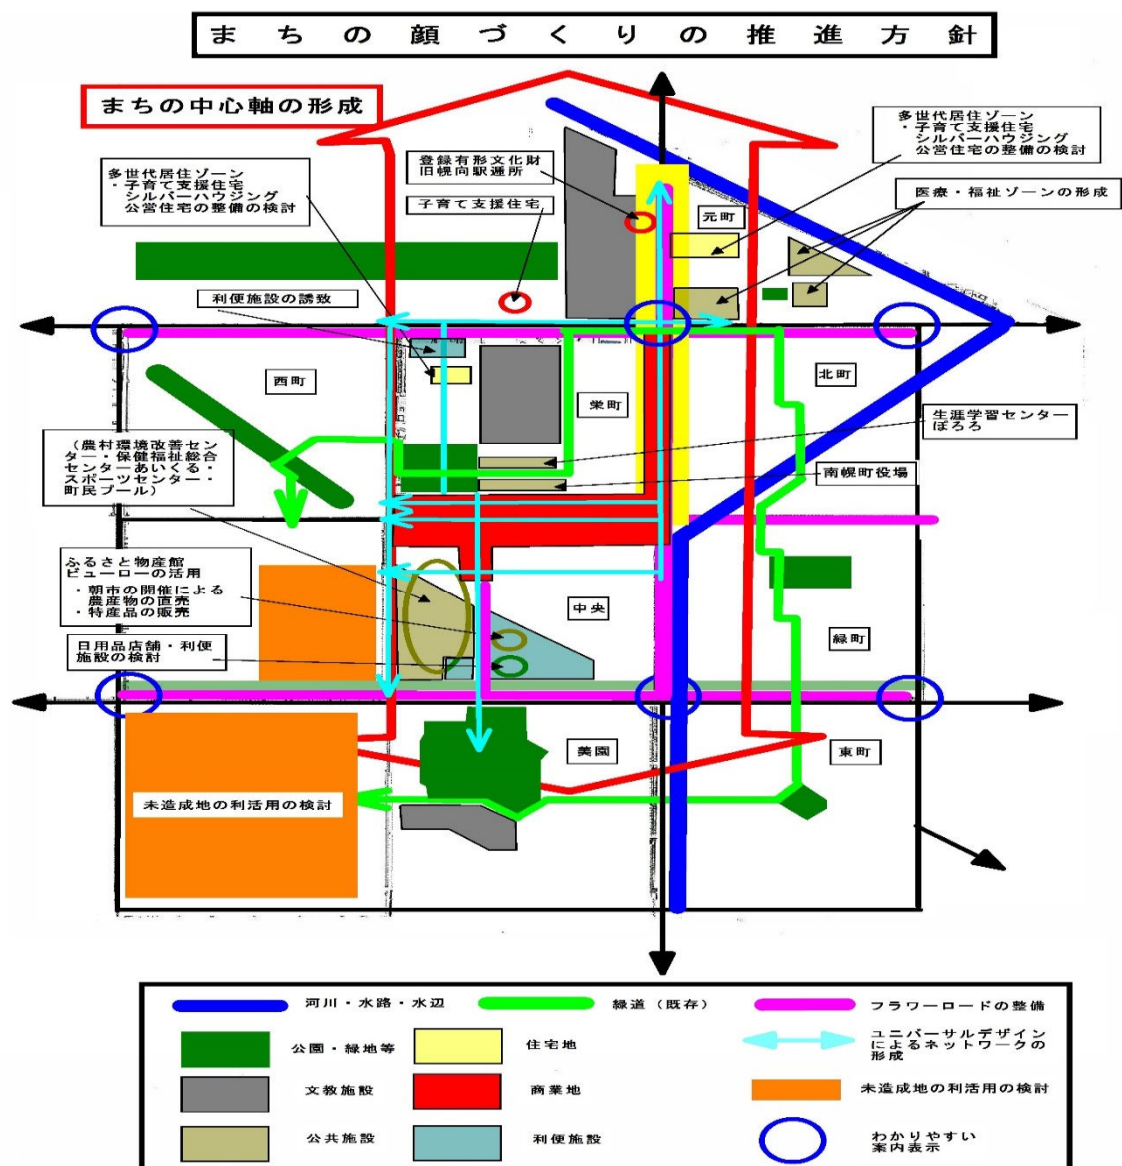 まちの顔づくりの推進方針
まちの中心軸の形成
多世代居住ゾーン
・子育て支援住宅
シルバーハウジング
公営住宅の整備の検討
登録有形文化財
旧幌向駅逓所
子育て支援住宅
多世代居住ゾーン
・子育て支援住宅
シルバーハウジング
公営住宅の整備の検討
医療・福祉ゾーンの形成
元町
利便施設の誘致
西町
栄町
北町
生涯学習センター
ぽろろ
南幌町役場
（農村環境改善セン
ター・保健福祉総合
センターあいくる・
スポーツセンター・
町民プール）
ふるさと物産館
ビューローの活用
・朝市の開催による
農産物の直売
・特産品の販売
中央
緑町
日用品店舗・利便
施設の検討
美園
東町
未造成地の利活用の検討
河川・水路・水辺
緑道（既存）
フラワーロードの整備
公園・緑地等
住宅地
ユニバーサルデザイン
によるネットワークの
形成
文教施設
商業地
未造成地の利活用の検討
公共施設
利便施設
わかりやすい
案内表示